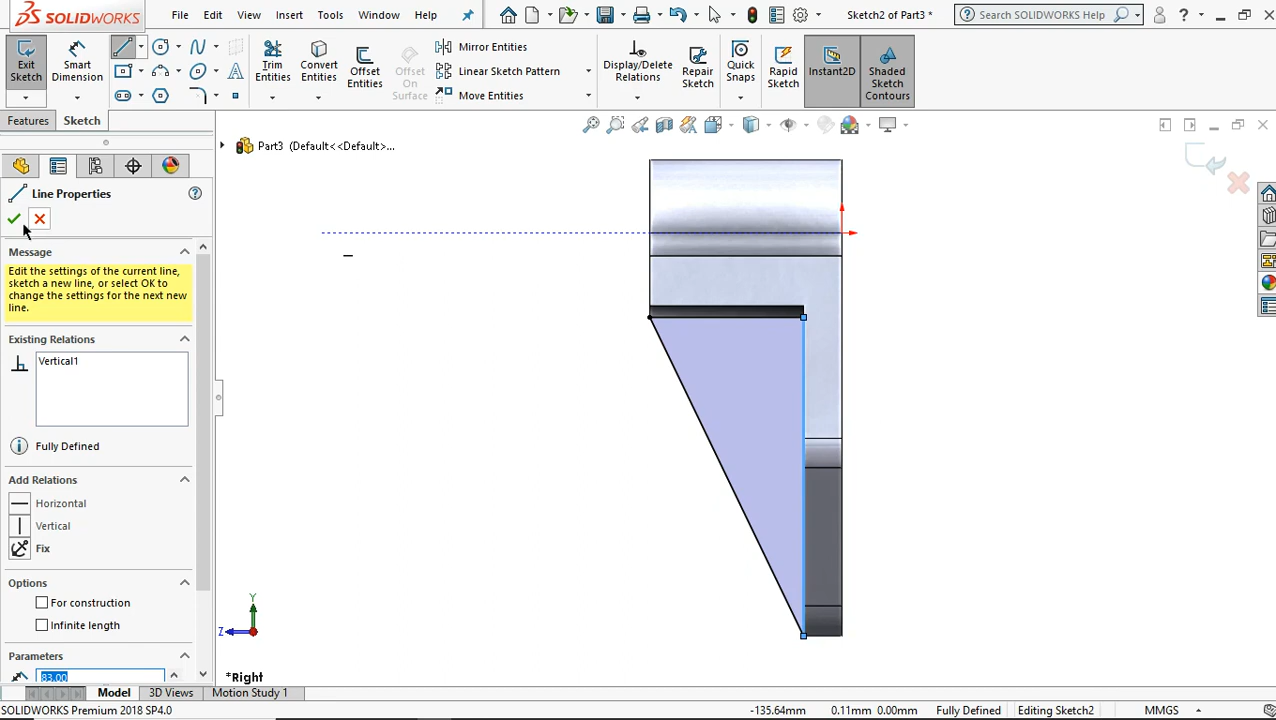 SOLIDWORKS
File Edit View Insert Tools Window Help
Sketch2 of Part3 *
Search SOLIDWORKS Help
?
Exit Sketch
Smart Dimension
Trim Entities
Convert Entities
Offset Entities
Offset On Surface
Mirror Entities
Linear Sketch Pattern
Move Entities
Display/Delete Relations
Repair Sketch
Quick Snaps
Rapid Sketch
Instant2D
Shaded Sketch Contours
Features Sketch
Part3 (Default<<Default>...
Line Properties
Message
Edit the settings of the current line,
sketch a new line, or select OK to
change the settings for the next new
line.
Existing Relations
Vertical1
Fully Defined
Add Relations
Horizontal
Vertical
Fix
Options
For construction
Infinite length
Parameters
83.00
Y
Z
*Right
Model 3D Views Motion Study 1
SOLIDWORKS Premium 2018 SP4.0
-135.64mm 0.11mm 0.00mm Fully Defined Editing Sketch2 MMGS